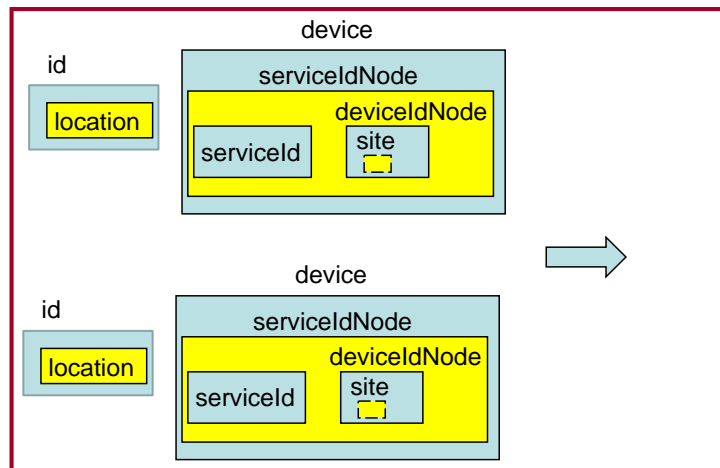 device
id
serviceIdNode
location
deviceIdNode
serviceId
site
device
id
serviceIdNode
location
deviceIdNode
serviceId
site